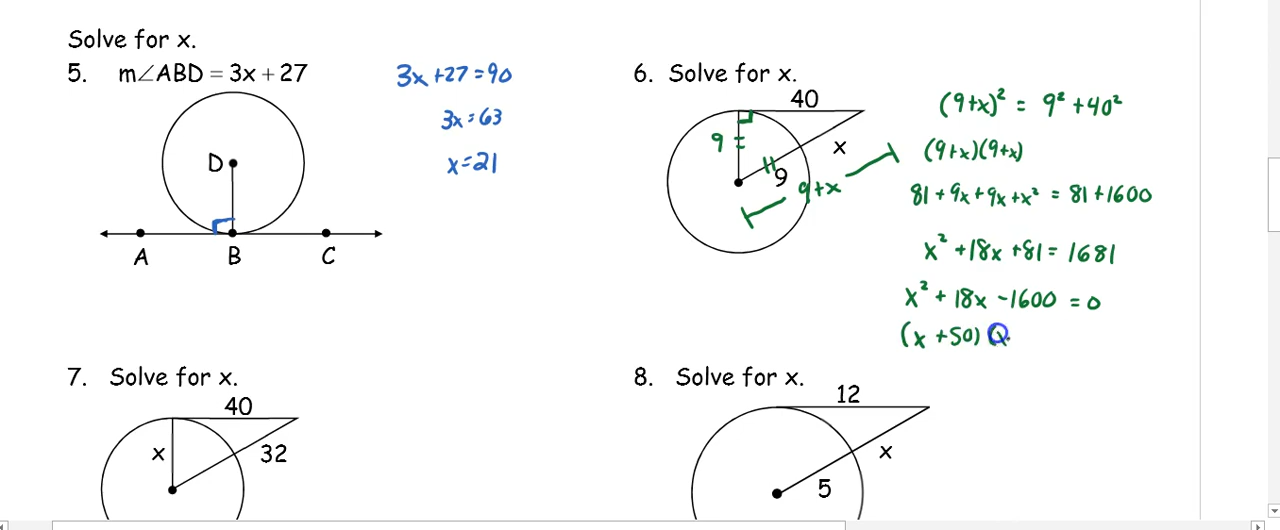 Solve for x.
5. m∠ABD = 3x + 27
3x +27 = 90
3x = 63
x = 21
D
A
B
C
6. Solve for x.
40
9
x
9
9+x
(9+x)² = 9² + 40²
(9+x)(9+x)
81 + 9x + 9x + x² = 81 + 1600
x² + 18x + 81 = 1681
x² + 18x - 1600 = 0
(x + 50) (x
7. Solve for x.
40
x
32
8. Solve for x.
12
x
5